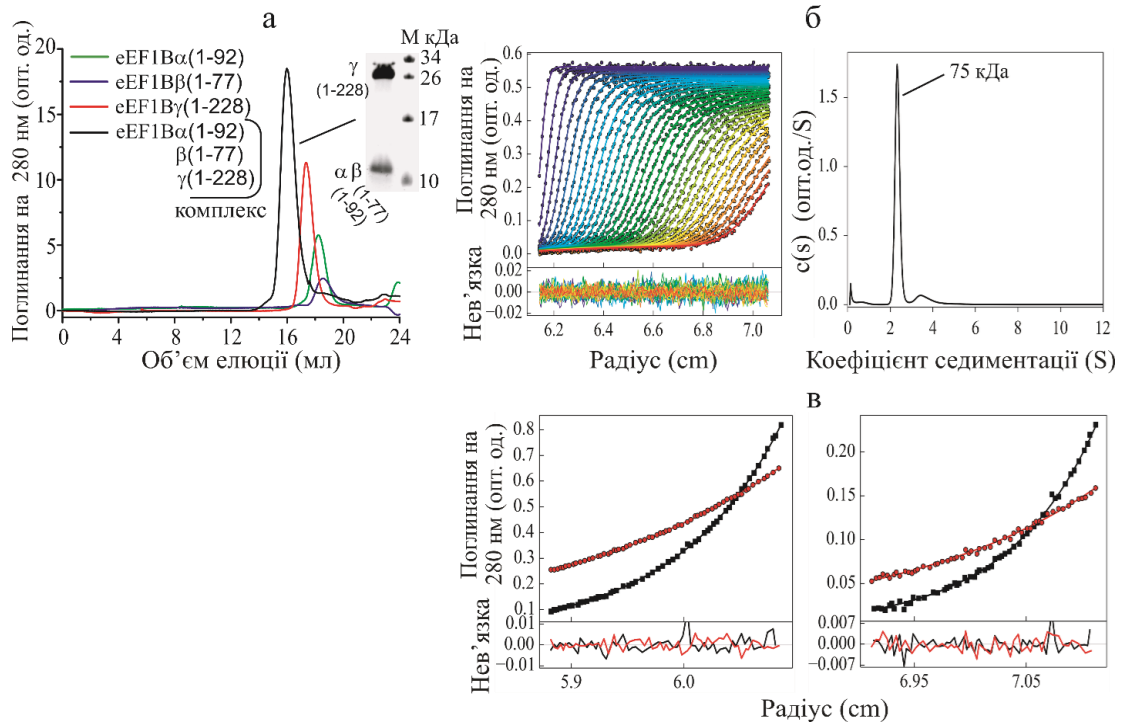 а
20
15
10
5
0
Поглинання на 280 нм (опт. од.)
eEF1Bα(1-92)
eEF1Bβ(1-77)
eEF1Bγ(1-228)
eEF1Bα(1-92)
β(1-77)
γ(1-228)
комплекс
М кДа
γ
(1-228)
34
26
17
10
αβ
(1-92)
(1-77)
0 4 8 12 16 20 24
Об’єм елюції (мл)
Поглинання на
280 нм (опт. од.)
0.6
0.5
0.4
0.3
0.2
0.1
0.0
Нев’язка
0.02
0.00
−0.02
6.2 6.4 6.6 6.8 7.0
Радіус (cm)
б
75 кДа
c(s) (опт.од./S)
1.5
1.0
0.5
0.0
0 2 4 6 8 10 12
Коефіцієнт седиментації (S)
в
Поглинання на
280 нм (опт. од.)
0.8
0.7
0.6
0.5
0.4
0.3
0.2
0.1
Нев’язка
0.01
0.00
-0.01
5.9 6.0
0.20
0.15
0.10
0.05
0.007
0.000
−0.007
6.95 7.05
Радіус (cm)